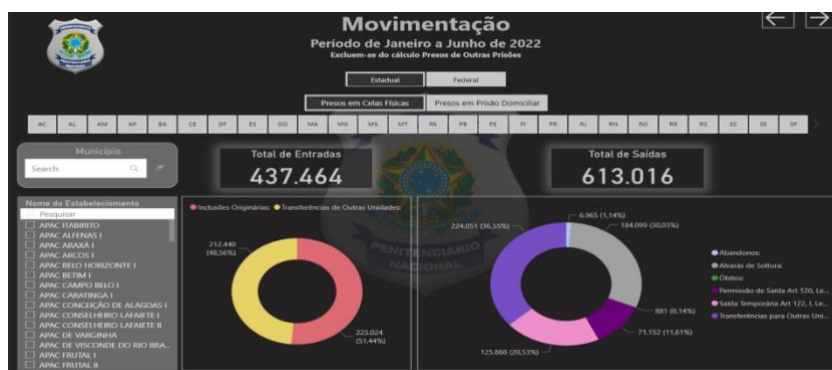 Movimentação
Período de Janeiro a Junho de 2022
Excluem-se do cálculo Presos de Outras Prisões
Estadual Federal
Presos em Celas Físicas Presos em Prisão Domiciliar
AC AL AM AP BA CE DF ES GO MA MG MS MT PA PB PE PI PR RJ RN RO RR RS SC SE SP
Município
Search
Total de Entradas
437.464
Total de Saídas
613.016
Nome do Estabelecimento
Pesquisar
APAC ITABIRITO
APAC ALFENAS I
APAC ARAXÁ I
APAC ARCOS I
APAC BELO HORIZONTE I
APAC BETIM I
APAC CAMPO BELO I
APAC CARATINGA I
APAC CONCEIÇÃO DE ALAGOAS I
APAC CONSELHEIRO LAFAIETE I
APAC CONSELHEIRO LAFAIETE II
APAC DE VARGINHA
APAC DE VISCONDE DO RIO BRA...
APAC FRUTAL I
APAC FRUTAL II
Inclusões Originárias: Transferências de Outras Unidades:
212.440
(48,56%)
225.024
(51,44%)
224.051 (36,55%)
6.965 (1,14%)
184.099 (30,03%)
881 (0,14%)
71.152 (11,61%)
125.868 (20,53%)
Abandonos:
Alvarás de Soltura:
Óbitos:
Permissão de Saída Art 120, Le...
Saída Temporária Art 122, I, Le...
Transferências para Outras Uni...
PENITENCIÁRIO
NACIONAL